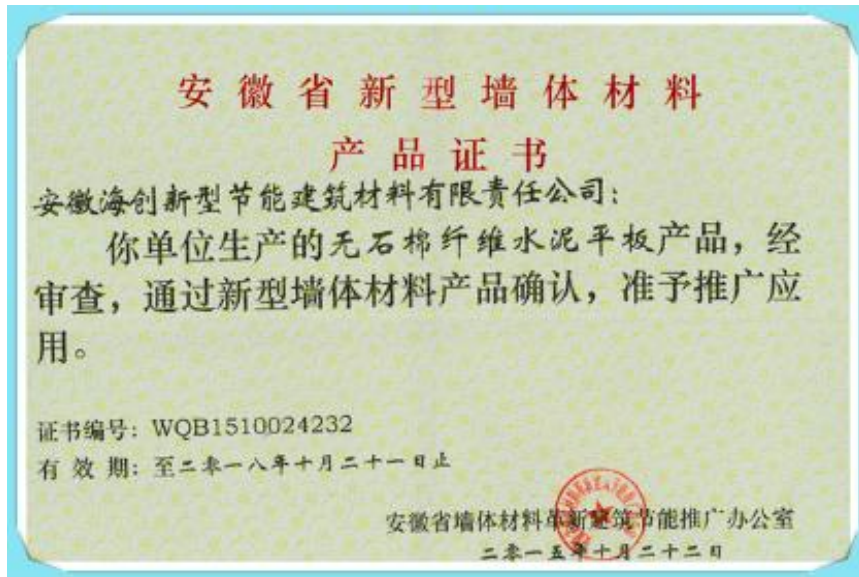 安徽省新型墙体材料
产品证书
安徽海创新型节能建筑材料有限责任公司：
你单位生产的无石棉纤维水泥平板产品，经
审查，通过新型墙体材料产品确认，准予推广应
用。
证书编号：WQB1510024232
有效期：至二零一八年十月二十一日止
安徽省墙体材料革新建筑节能推广办公室
二零一五年十月二十二日